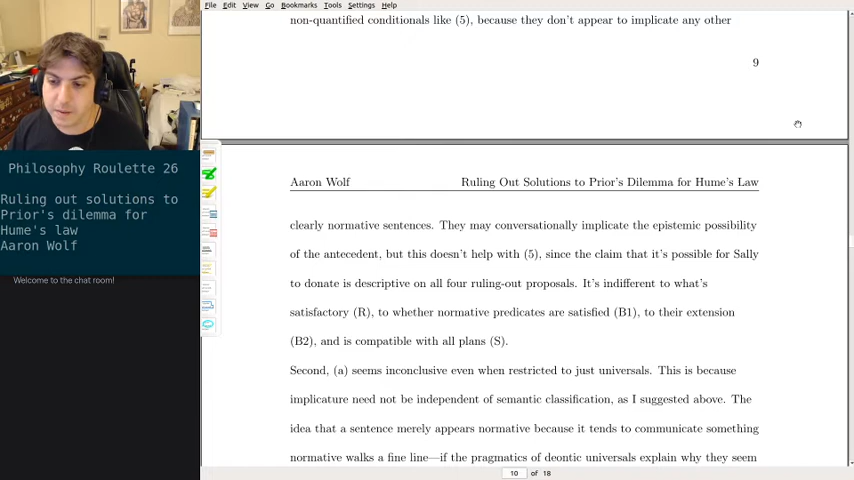 File Edit View Go Bookmarks Tools Settings Help
non-quantified conditionals like (5), because they don't appear to implicate any other
9
Philosophy Roulette 26
Ruling out solutions to
Prior's dilemma for
Hume's law
Aaron Wolf
Welcome to the chat room!
Aaron Wolf Ruling Out Solutions to Prior's Dilemma for Hume's Law
clearly normative sentences. They may conversationally implicate the epistemic possibility
of the antecedent, but this doesn't help with (5), since the claim that it's possible for Sally
to donate is descriptive on all four ruling-out proposals. It's indifferent to what's
satisfactory (R), to whether normative predicates are satisfied (B1), to their extension
(B2), and is compatible with all plans (S).
Second, (a) seems inconclusive even when restricted to just universals. This is because
implicature need not be independent of semantic classification, as I suggested above. The
idea that a sentence merely appears normative because it tends to communicate something
normative walks a fine line—if the pragmatics of deontic universals explain why they seem
10 of 18